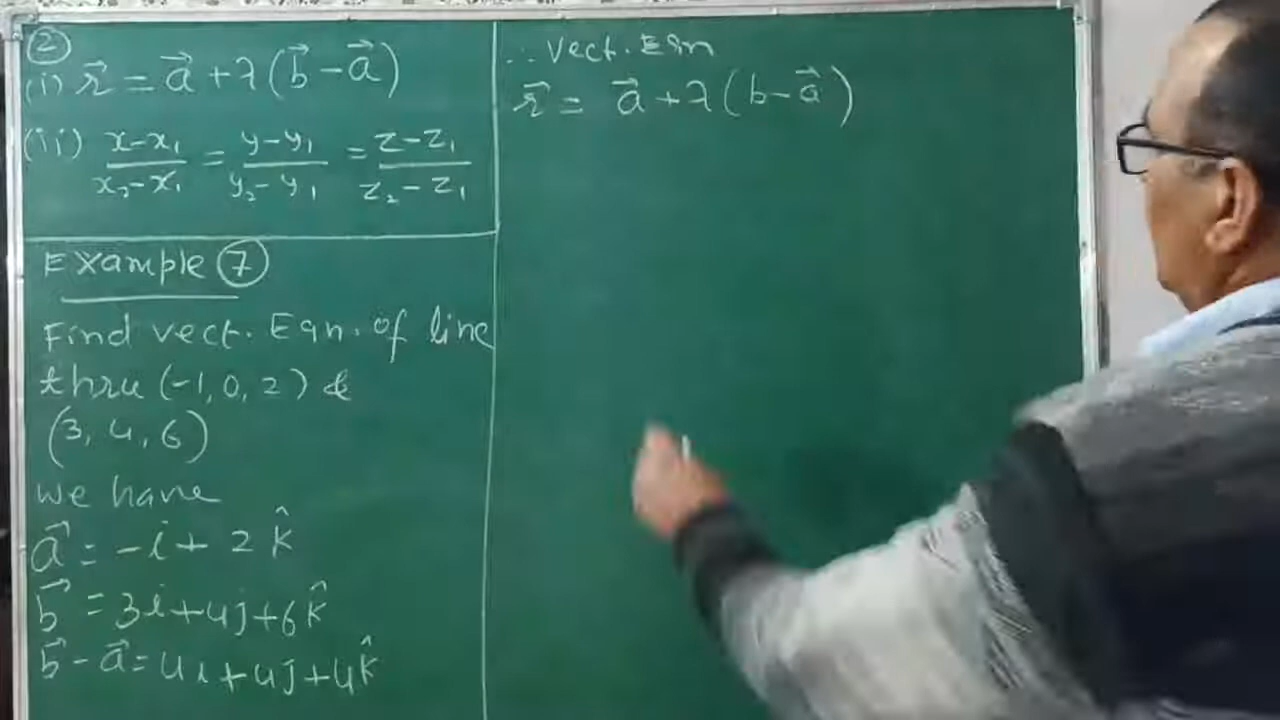 ②
(i) r⃗ = a⃗ + λ(b⃗ - a⃗)
(ii) x-x₁/x₂-x₁ = y-y₁/y₂-y₁ = z-z₁/z₂-z₁
Example ⑦
Find vect. Eqn. of line
thru (-1, 0, 2) &
(3, 4, 6)
we have
a⃗ = -i + 2k̂
b⃗ = 3i+4j+6k̂
b⃗ - a⃗ = 4i+4j+4k̂
∴ Vect. Eqn
r⃗ = a⃗ + λ(b - a⃗)